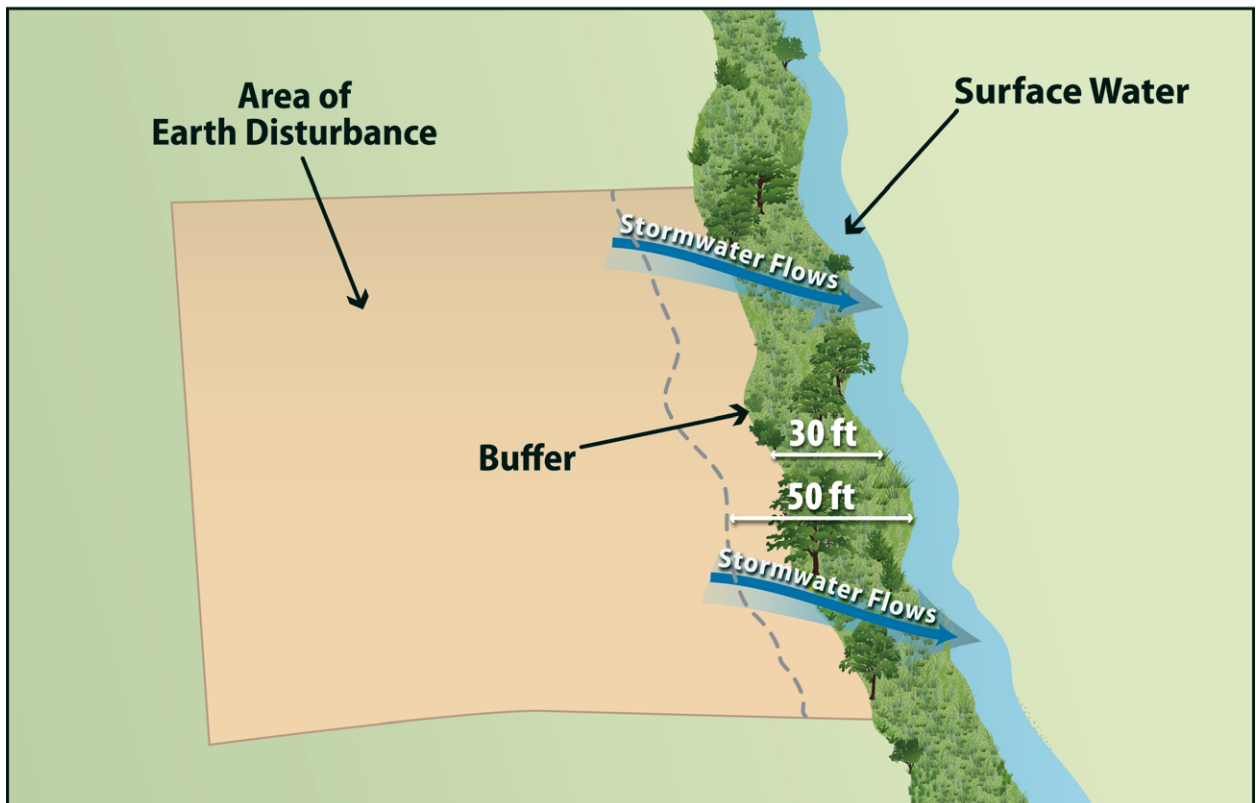 Area of
Earth Disturbance
Surface Water
Stormwater Flows
Buffer
30 ft
50 ft
Stormwater Flows